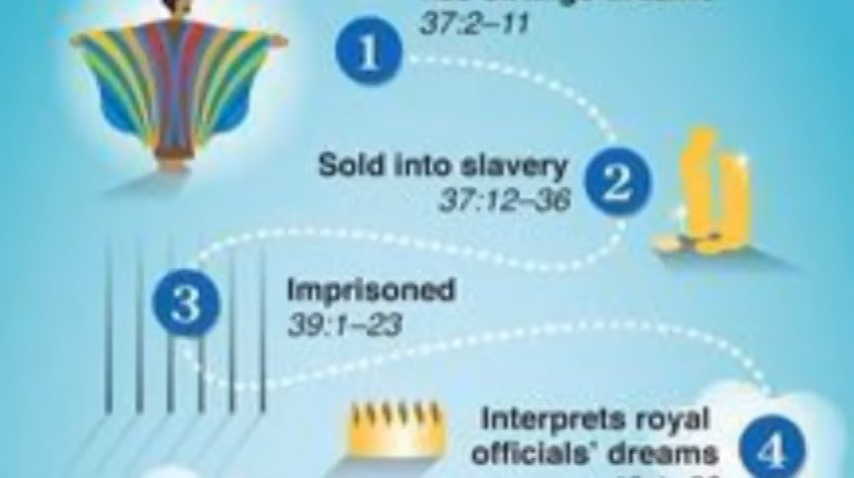 37:2–11
1
Sold into slavery
37:12–36
2
3
Imprisoned
39:1–23
Interprets royal
officials' dreams
4